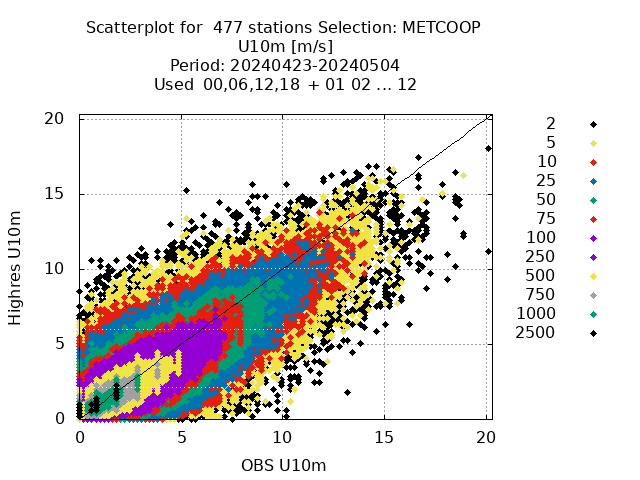 Scatterplot for  477 stations Selection: METCOOP
U10m [m/s]
Period: 20240423-20240504
Used  00,06,12,18 + 01 02 ... 12
20
15
10
5
0
Highres U10m
0 5 10 15 20
OBS U10m
2
5
10
25
50
75
100
250
500
750
1000
2500